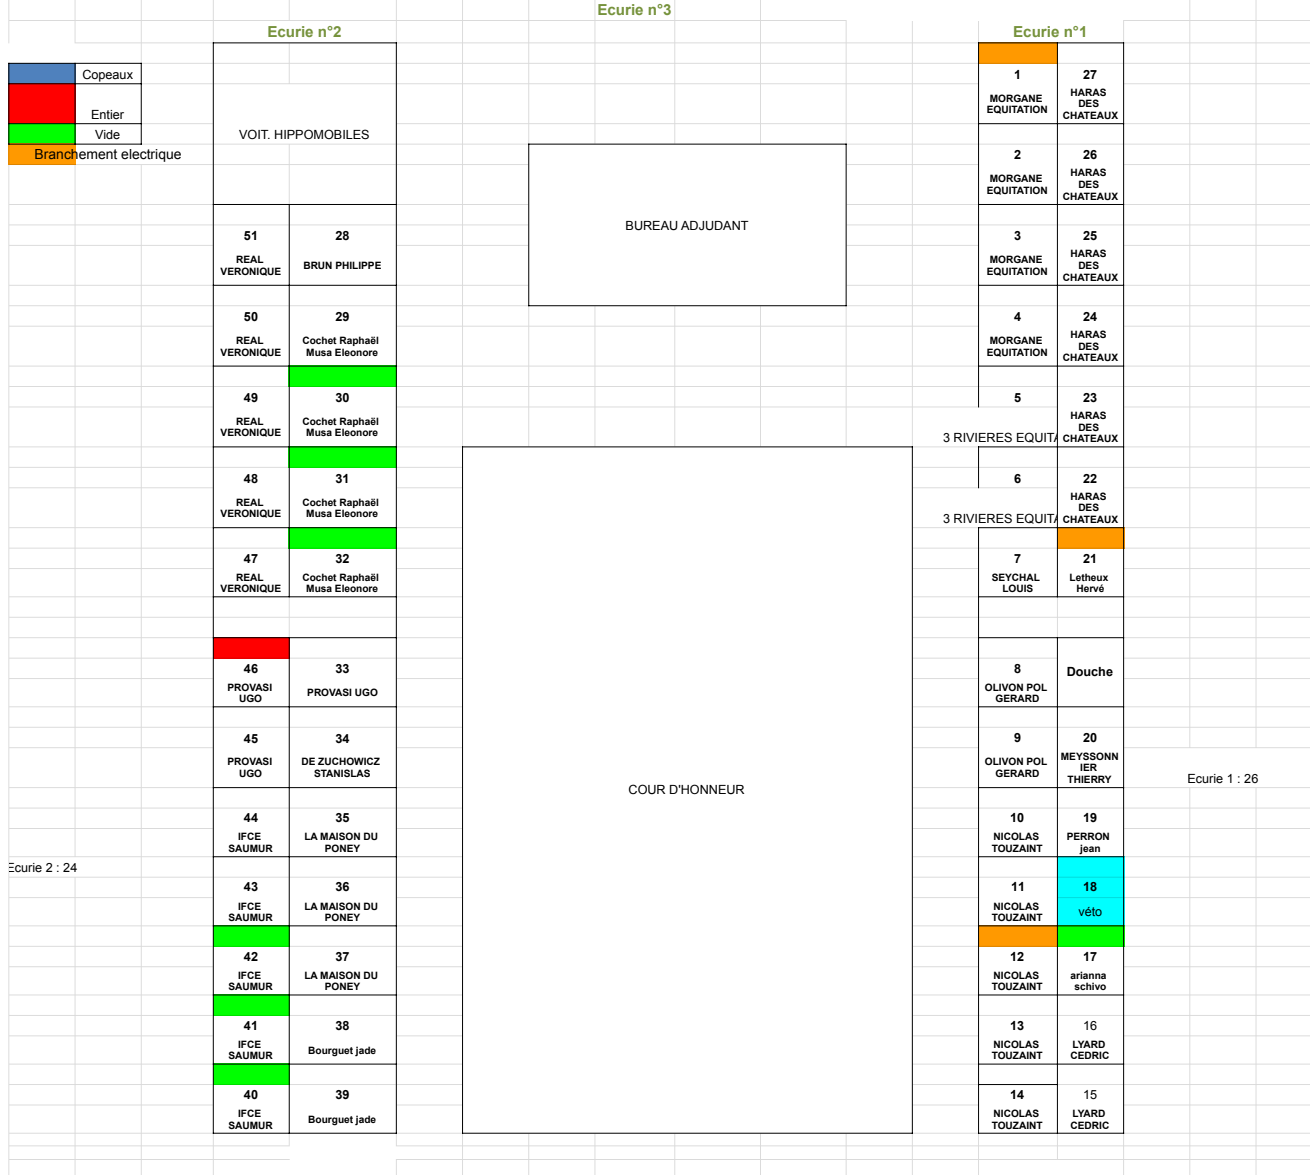 Ecurie n°3
Ecurie n°2
Ecurie n°1
Copeaux
Entier
Vide
Branchement electrique
VOIT. HIPPOMOBILES
51
REAL
VERONIQUE
28
BRUN PHILIPPE
50
REAL
VERONIQUE
29
Cochet Raphaël
Musa Eleonore
49
REAL
VERONIQUE
30
Cochet Raphaël
Musa Eleonore
48
REAL
VERONIQUE
31
Cochet Raphaël
Musa Eleonore
47
REAL
VERONIQUE
32
Cochet Raphaël
Musa Eleonore
46
PROVASI
UGO
33
PROVASI UGO
45
PROVASI
UGO
34
DE ZUCHOWICZ
STANISLAS
44
IFCE
SAUMUR
35
LA MAISON DU
PONEY
43
IFCE
SAUMUR
36
LA MAISON DU
PONEY
42
IFCE
SAUMUR
37
LA MAISON DU
PONEY
41
IFCE
SAUMUR
38
Bourguet jade
40
IFCE
SAUMUR
39
Bourguet jade
Ecurie 2 : 24
BUREAU ADJUDANT
COUR D'HONNEUR
1
MORGANE
EQUITATION
27
HARAS
DES
CHATEAUX
2
MORGANE
EQUITATION
26
HARAS
DES
CHATEAUX
3
MORGANE
EQUITATION
25
HARAS
DES
CHATEAUX
4
MORGANE
EQUITATION
24
HARAS
DES
CHATEAUX
5
3 RIVIERES EQUITA
23
HARAS
DES
CHATEAUX
6
3 RIVIERES EQUITA
22
HARAS
DES
CHATEAUX
7
SEYCHAL
LOUIS
21
Letheux
Hervé
8
OLIVON POL
GERARD
Douche
9
OLIVON POL
GERARD
20
MEYSSONN
IER
THIERRY
10
NICOLAS
TOUZAINT
19
PERRON
jean
11
NICOLAS
TOUZAINT
18
véto
12
NICOLAS
TOUZAINT
17
arianna
schivo
13
NICOLAS
TOUZAINT
16
LYARD
CEDRIC
14
NICOLAS
TOUZAINT
15
LYARD
CEDRIC
Ecurie 1 : 26